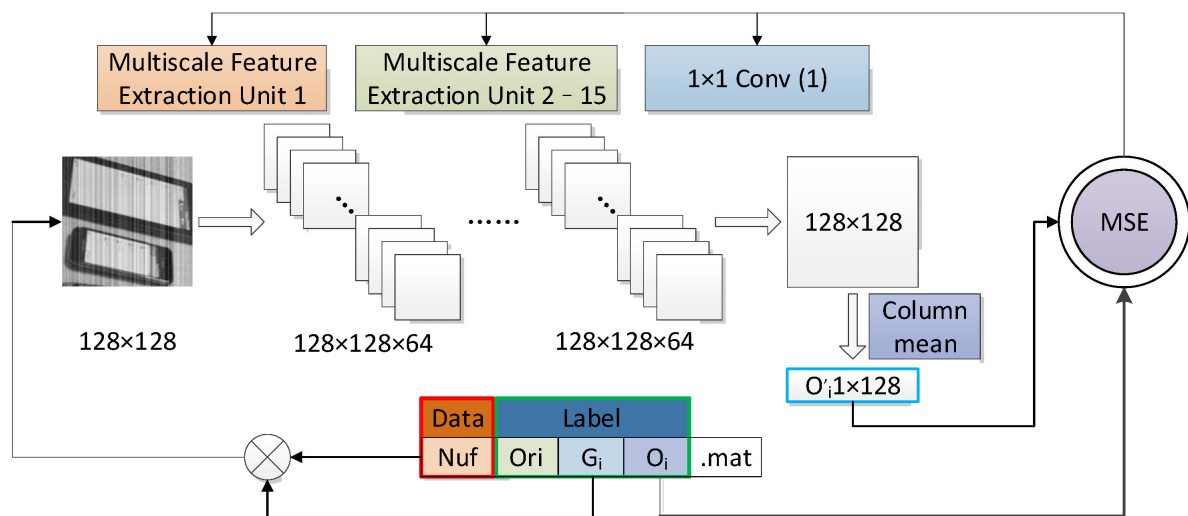 Multiscale Feature
Extraction Unit 1
Multiscale Feature
Extraction Unit 2 - 15
1×1 Conv (1)
128×128
MSE
128×128
128×128×64
128×128×64
Column
mean
O'i1×128
Data
Label
Nuf
Ori
Gi
Oi
.mat